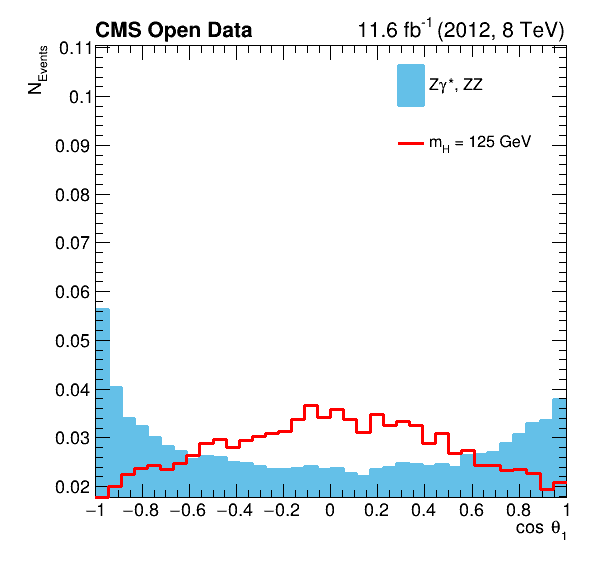 CMS Open Data 11.6 fb⁻¹ (2012, 8 TeV)
N_Events
0.11
0.1
0.09
0.08
0.07
0.06
0.05
0.04
0.03
0.02
Zγ*, ZZ
m_H = 125 GeV
−1 −0.8 −0.6 −0.4 −0.2 0 0.2 0.4 0.6 0.8 1
cos θ₁